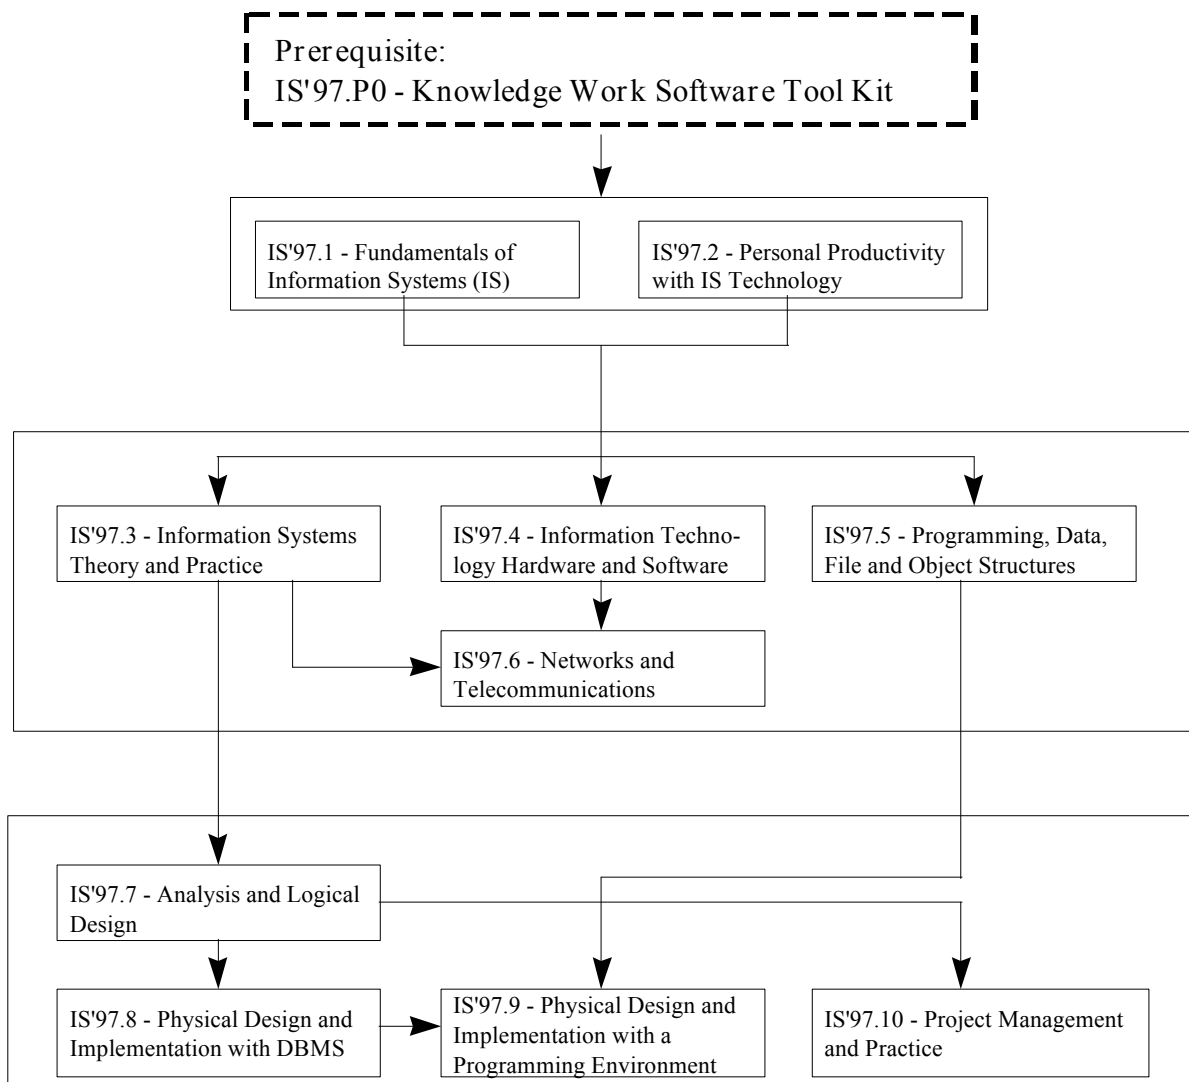 Prerequisite:
IS'97.P0 - Knowledge Work Software Tool Kit
IS'97.1 - Fundamentals of
Information Systems (IS)
IS'97.2 - Personal Productivity
with IS Technology
IS'97.3 - Information Systems
Theory and Practice
IS'97.4 - Information Techno-
logy Hardware and Software
IS'97.5 - Programming, Data,
File and Object Structures
IS'97.6 - Networks and
Telecommunications
IS'97.7 - Analysis and Logical
Design
IS'97.8 - Physical Design and
Implementation with DBMS
IS'97.9 - Physical Design and
Implementation with a
Programming Environment
IS'97.10 - Project Management
and Practice